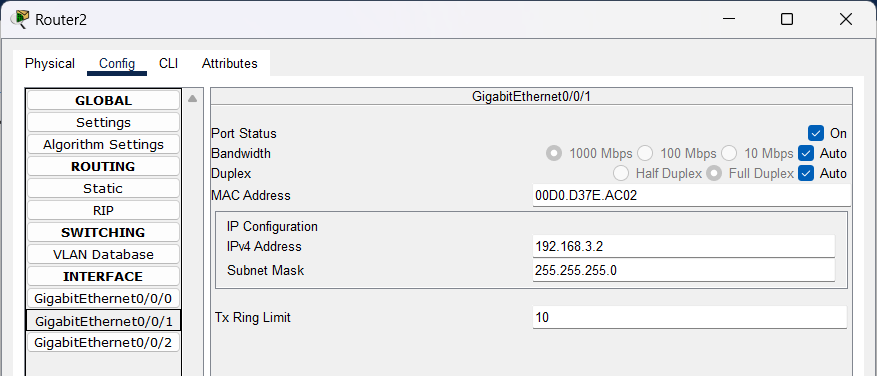 Router2
Physical Config CLI Attributes
GLOBAL
Settings
Algorithm Settings
ROUTING
Static
RIP
SWITCHING
VLAN Database
INTERFACE
GigabitEthernet0/0/0
GigabitEthernet0/0/1
GigabitEthernet0/0/2
GigabitEthernet0/0/1
Port Status On
Bandwidth 1000 Mbps 100 Mbps 10 Mbps Auto
Duplex Half Duplex Full Duplex Auto
MAC Address 00D0.D37E.AC02
IP Configuration
IPv4 Address 192.168.3.2
Subnet Mask 255.255.255.0
Tx Ring Limit 10